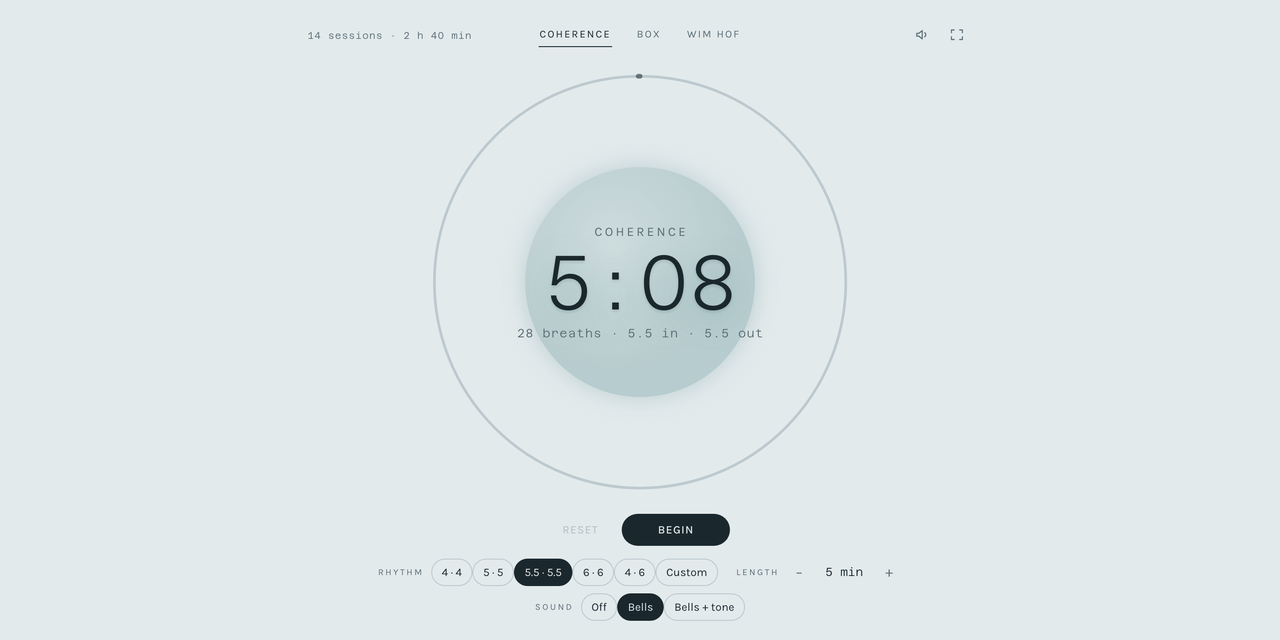 14 sessions · 2 h 40 min
COHERENCE BOX WIM HOF
COHERENCE
5:08
28 breaths · 5.5 in · 5.5 out
RESET BEGIN
RHYTHM 4·4 5·5 5.5·5.5 6·6 4·6 Custom LENGTH − 5 min +
SOUND Off Bells Bells + tone